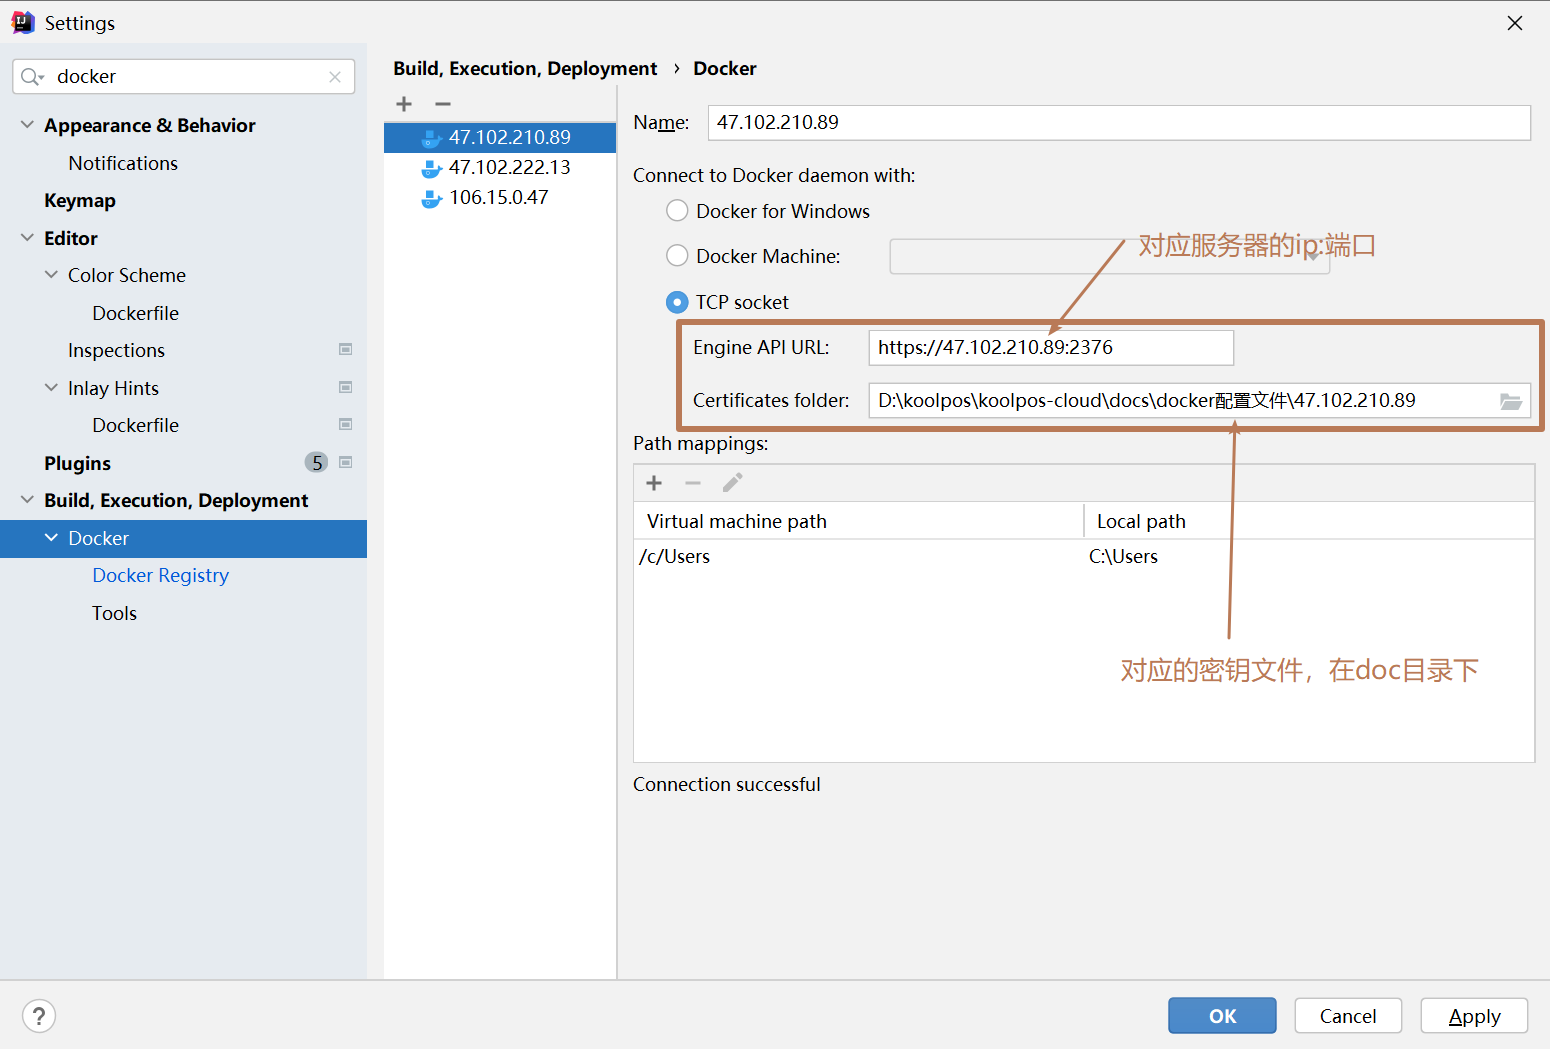 Settings
docker
Appearance & Behavior
Notifications
Keymap
Editor
Color Scheme
Dockerfile
Inspections
Inlay Hints
Dockerfile
Plugins 5
Build, Execution, Deployment
Docker
Docker Registry
Tools
Build, Execution, Deployment › Docker
47.102.210.89
47.102.222.13
106.15.0.47
Name: 47.102.210.89
Connect to Docker daemon with:
Docker for Windows
Docker Machine:
对应服务器的ip:端口
TCP socket
Engine API URL: https://47.102.210.89:2376
Certificates folder: D:\koolpos\koolpos-cloud\docs\docker配置文件\47.102.210.89
Path mappings:
Virtual machine path Local path
/c/Users C:\Users
对应的密钥文件，在doc目录下
Connection successful
? OK Cancel Apply